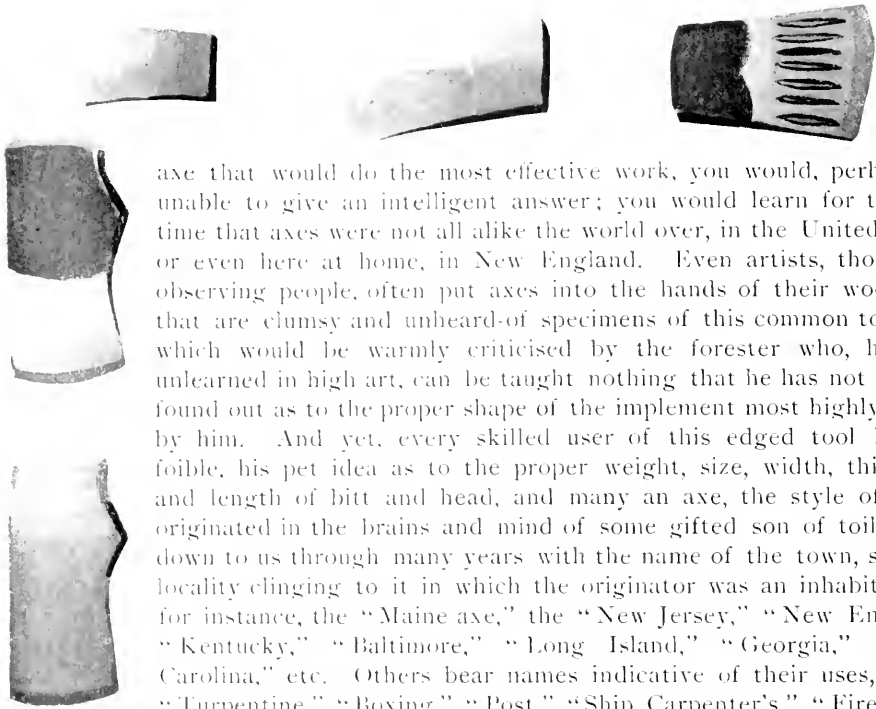 axe that would do the most effective work, you would, perh
unable to give an intelligent answer; you would learn for t
time that axes were not all alike the world over, in the United
or even here at home, in New England. Even artists, tho
observing people, often put axes into the hands of their wo
that are clumsy and unheard-of specimens of this common to
which would be warmly criticised by the forester who, h
unlearned in high art, can be taught nothing that he has not
found out as to the proper shape of the implement most highly
by him. And yet, every skilled user of this edged tool
foible, his pet idea as to the proper weight, size, width, thi
and length of bitt and head, and many an axe, the style of
originated in the brains and mind of some gifted son of toil
down to us through many years with the name of the town, s
locality clinging to it in which the originator was an inhabit
for instance, the "Maine axe," the "New Jersey," "New En
"Kentucky," "Baltimore," "Long Island," "Georgia,"
Carolina," etc. Others bear names indicative of their uses,
"Turpentine," "Boxing," "Post," "Ship Carpenter's," "Fire